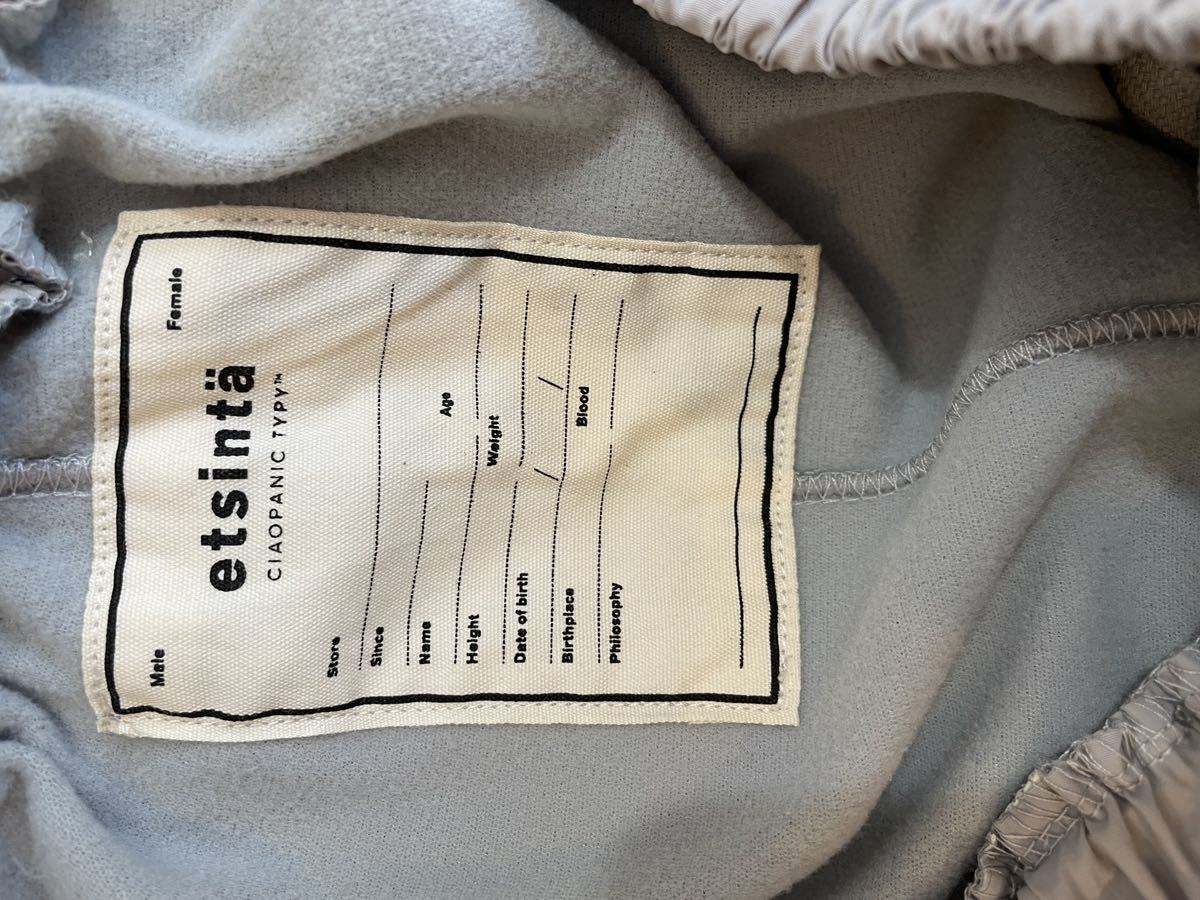 Male Female
etsintä
CIAOPANIC TYPY™
Store
Since Age
Name
Height Weight
Date of birth / /
Birthplace Blood
Philosophy